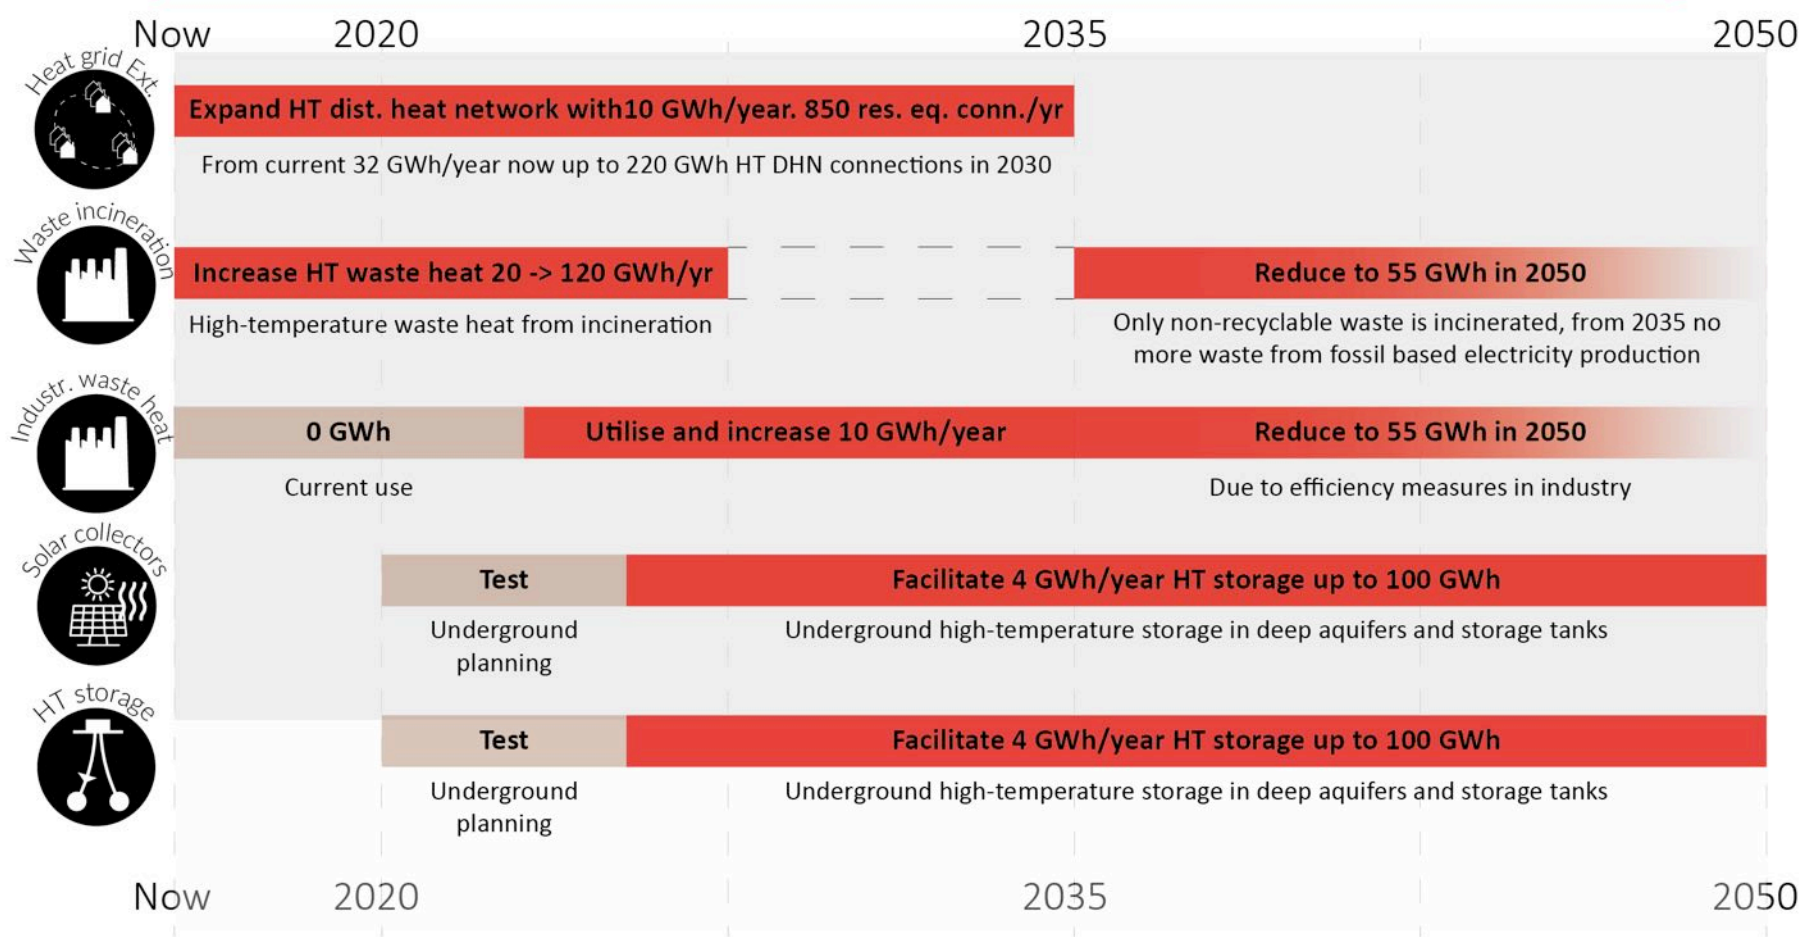 Now 2020 2035 2050
Heat grid Ext.
Expand HT dist. heat network with10 GWh/year. 850 res. eq. conn./yr
From current 32 GWh/year now up to 220 GWh HT DHN connections in 2030
Waste incineration
Increase HT waste heat 20 -> 120 GWh/yr
Reduce to 55 GWh in 2050
High-temperature waste heat from incineration
Only non-recyclable waste is incinerated, from 2035 no
more waste from fossil based electricity production
Industr. waste heat
0 GWh
Utilise and increase 10 GWh/year
Reduce to 55 GWh in 2050
Current use
Due to efficiency measures in industry
Solar collectors
Test
Facilitate 4 GWh/year HT storage up to 100 GWh
Underground
planning
Underground high-temperature storage in deep aquifers and storage tanks
HT storage
Test
Facilitate 4 GWh/year HT storage up to 100 GWh
Underground
planning
Underground high-temperature storage in deep aquifers and storage tanks
Now 2020 2035 2050